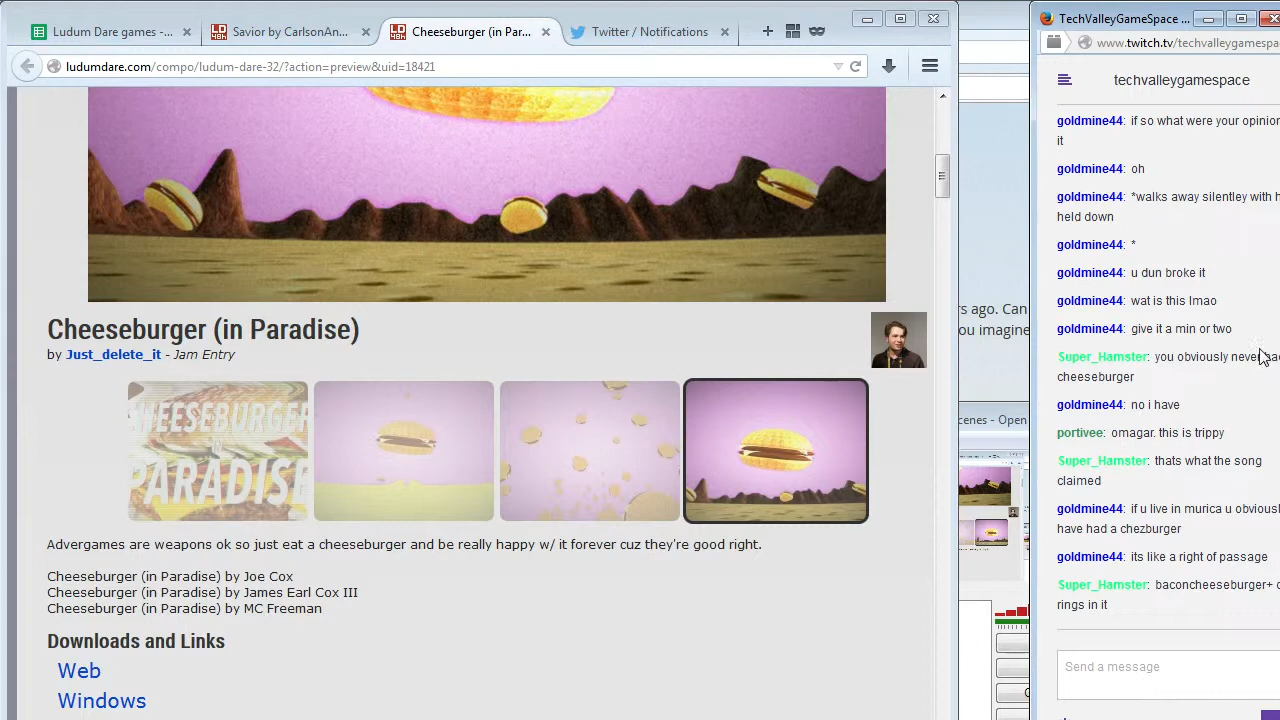 Ludum Dare games -...
Savior by CarlsonAn...
Cheeseburger (in Par...
Twitter / Notifications
ludumdare.com/compo/ludum-dare-32/?action=preview&uid=18421
Cheeseburger (in Paradise)
by Just_delete_it - Jam Entry
CHEESEBURGER
in
PARADISE
Advergames are weapons ok so just eat a cheeseburger and be really happy w/ it forever cuz they're good right.
Cheeseburger (in Paradise) by Joe Cox
Cheeseburger (in Paradise) by James Earl Cox III
Cheeseburger (in Paradise) by MC Freeman
Downloads and Links
Web
Windows
rs ago. Can
ou imagine
cenes - Open
TechValleyGameSpace ...
www.twitch.tv/techvalleygamespa
techvalleygamespace
goldmine44: if so what were your opinion
it
goldmine44: oh
goldmine44: *walks away silentley with h
held down
goldmine44: *
goldmine44: u dun broke it
goldmine44: wat is this lmao
goldmine44: give it a min or two
Super_Hamster: you obviously never
cheeseburger
goldmine44: no i have
portivee: omagar. this is trippy
Super_Hamster: thats what the song
claimed
goldmine44: if u live in murica u obvious
have had a chezburger
goldmine44: its like a right of passage
Super_Hamster: baconcheeseburger+
rings in it
Send a message